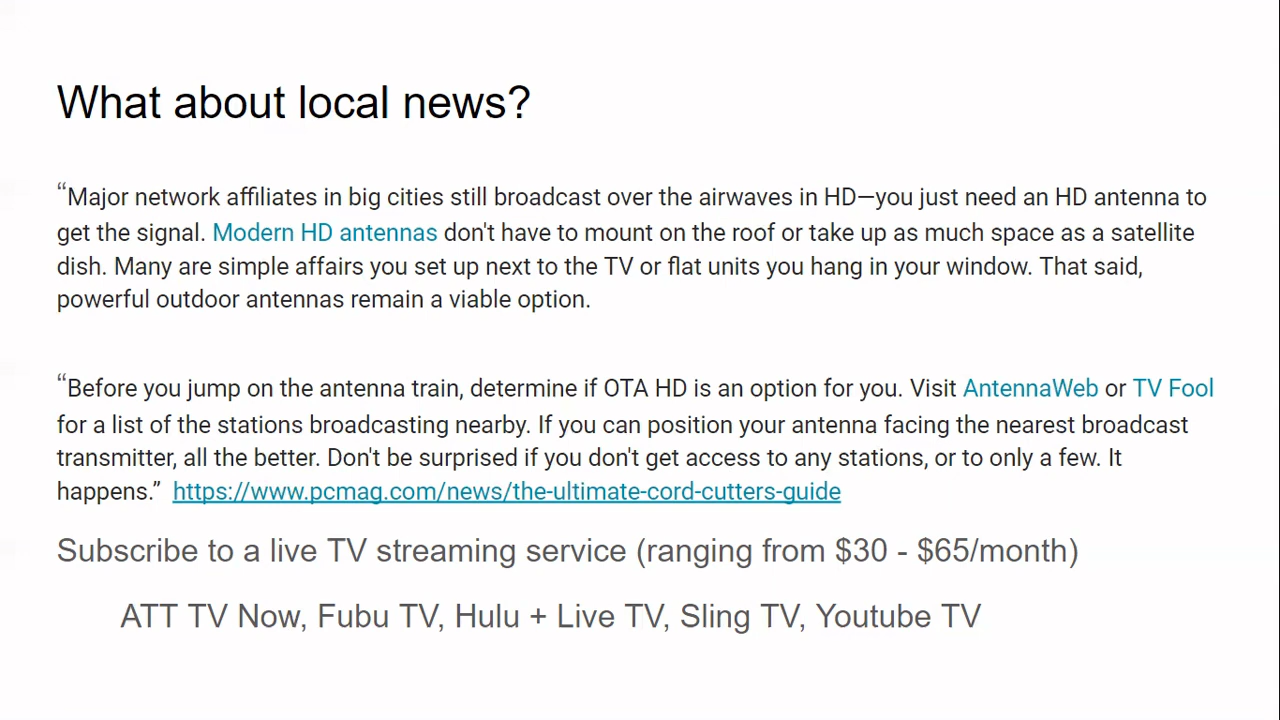 What about local news?
“Major network affiliates in big cities still broadcast over the airwaves in HD—you just need an HD antenna to
get the signal. Modern HD antennas don't have to mount on the roof or take up as much space as a satellite
dish. Many are simple affairs you set up next to the TV or flat units you hang in your window. That said,
powerful outdoor antennas remain a viable option.
“Before you jump on the antenna train, determine if OTA HD is an option for you. Visit AntennaWeb or TV Fool
for a list of the stations broadcasting nearby. If you can position your antenna facing the nearest broadcast
transmitter, all the better. Don't be surprised if you don't get access to any stations, or to only a few. It
happens.” https://www.pcmag.com/news/the-ultimate-cord-cutters-guide
Subscribe to a live TV streaming service (ranging from $30 - $65/month)
ATT TV Now, Fubu TV, Hulu + Live TV, Sling TV, Youtube TV